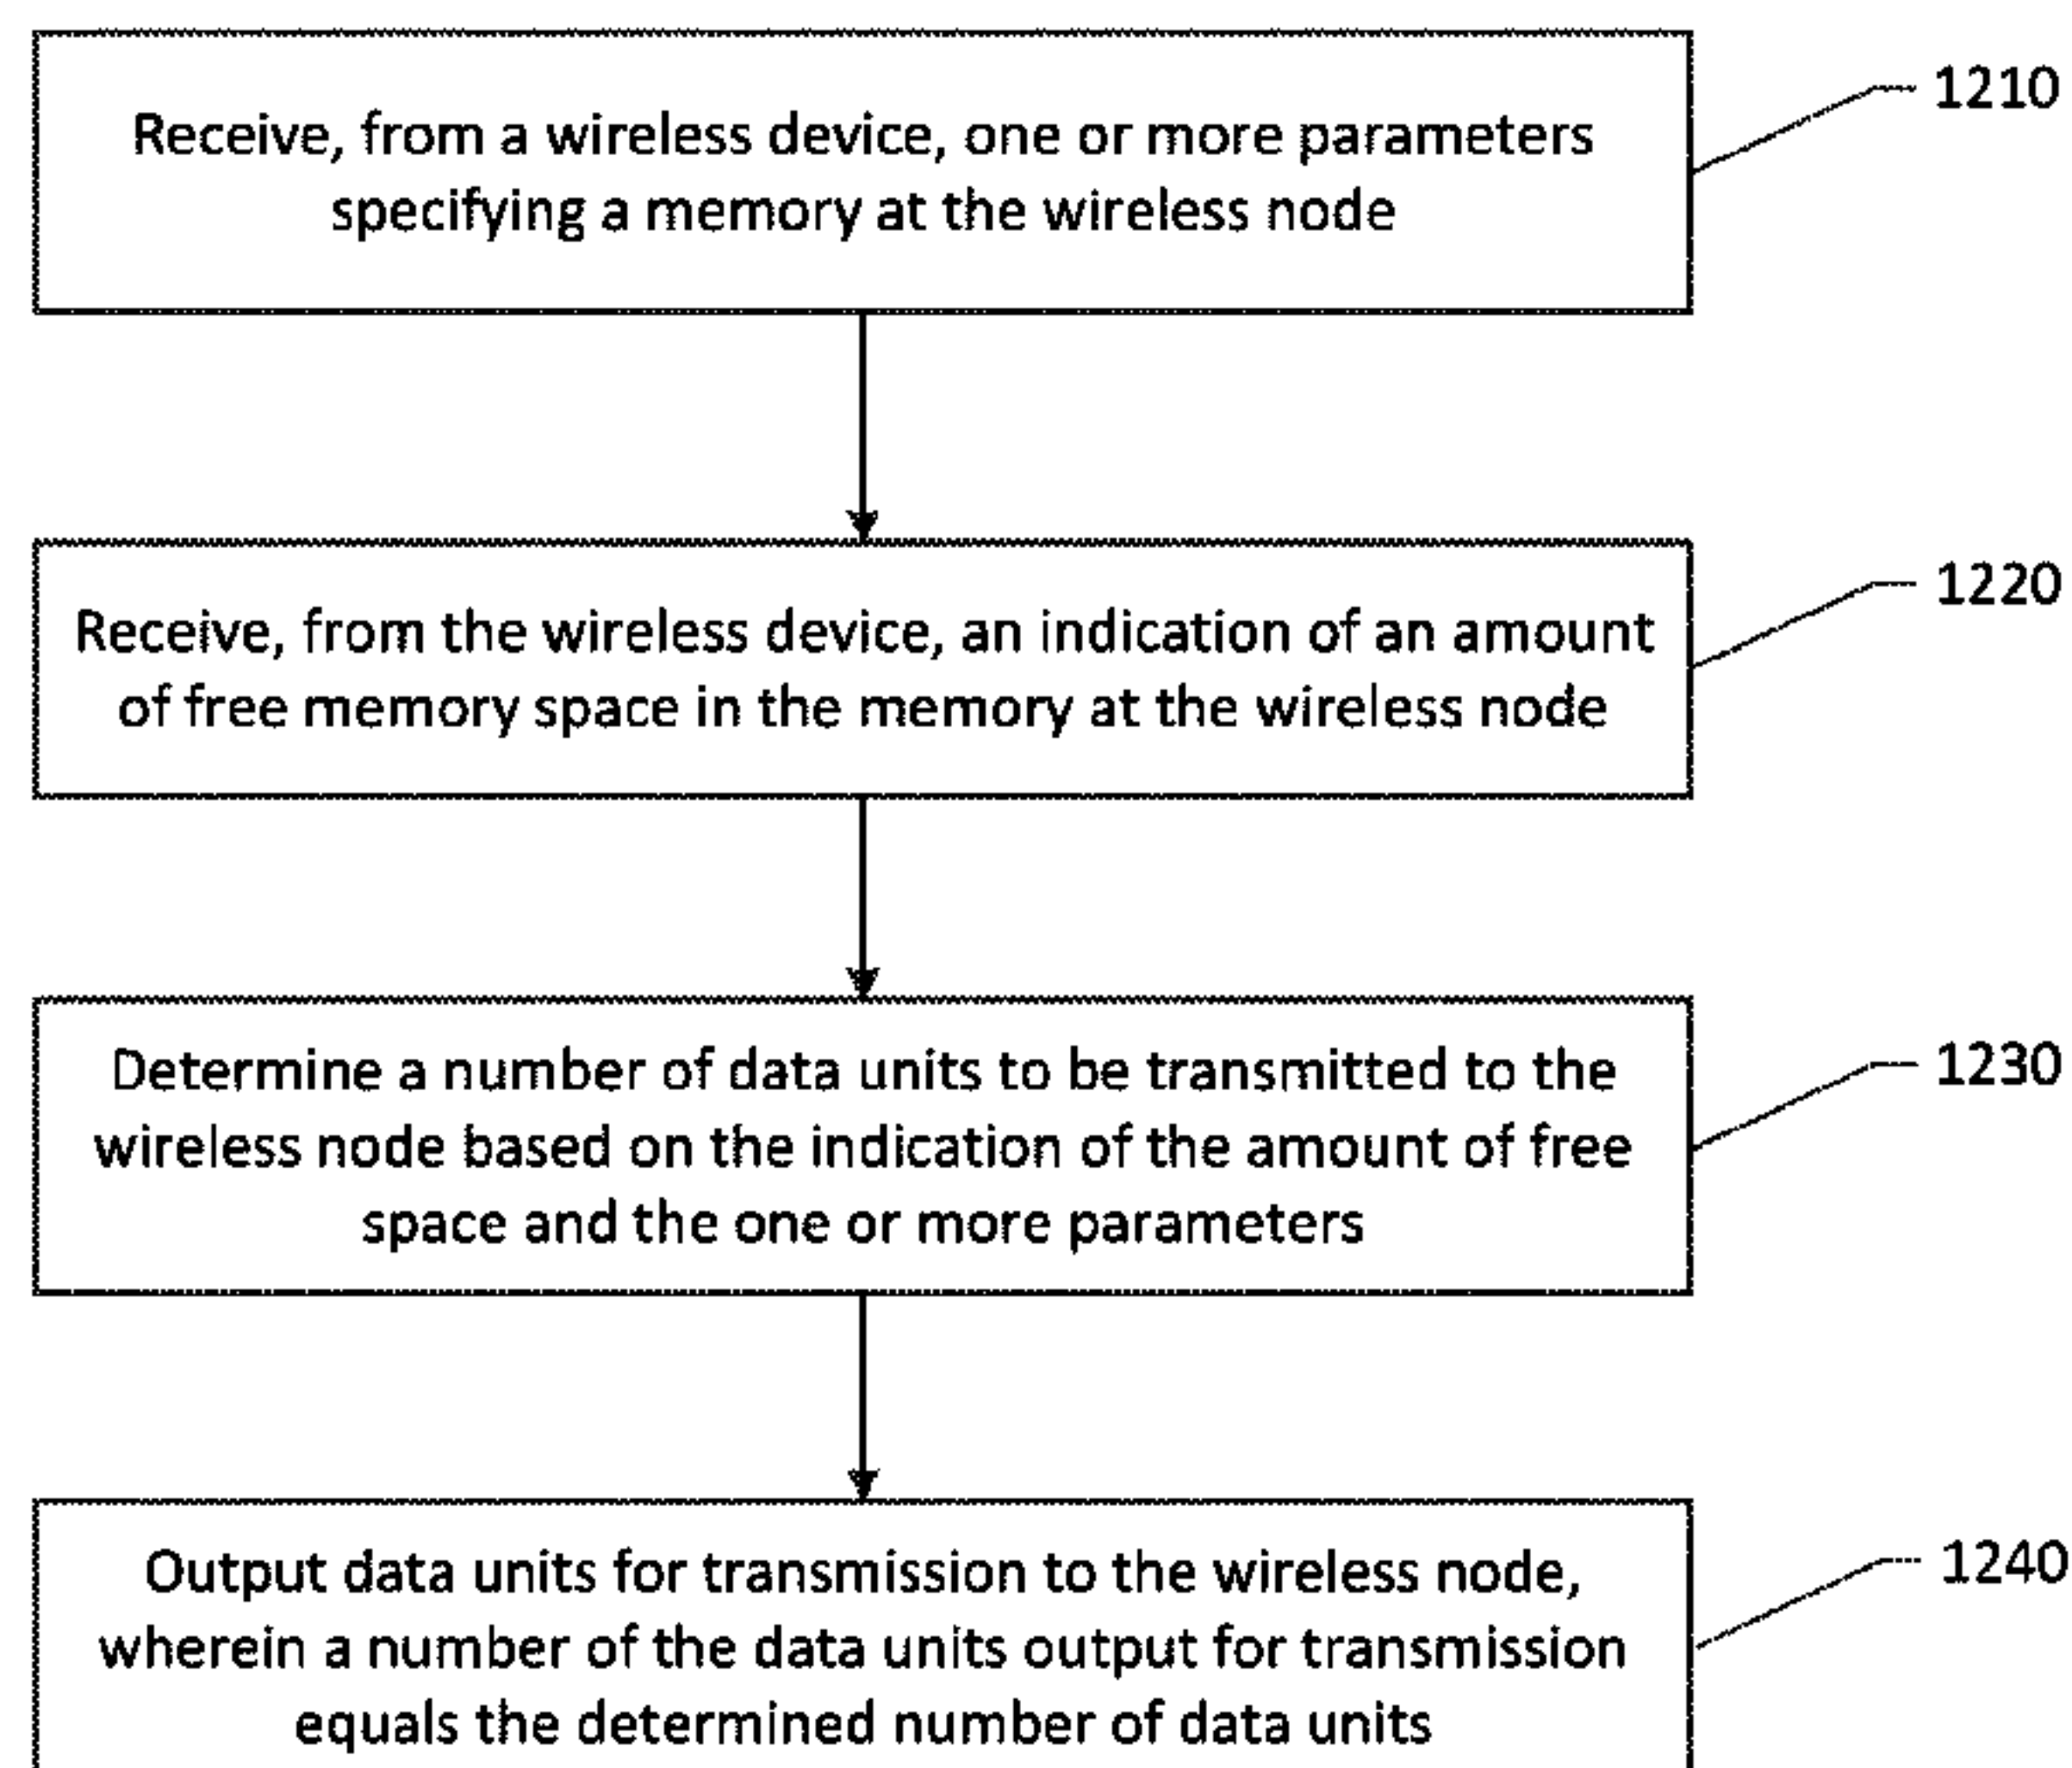 Receive, from a wireless device, one or more parameters
specifying a memory at the wireless node
1210
Receive, from the wireless device, an indication of an amount
of free memory space in the memory at the wireless node
1220
Determine a number of data units to be transmitted to the
wireless node based on the indication of the amount of free
space and the one or more parameters
1230
Output data units for transmission to the wireless node,
wherein a number of the data units output for transmission
equals the determined number of data units
1240